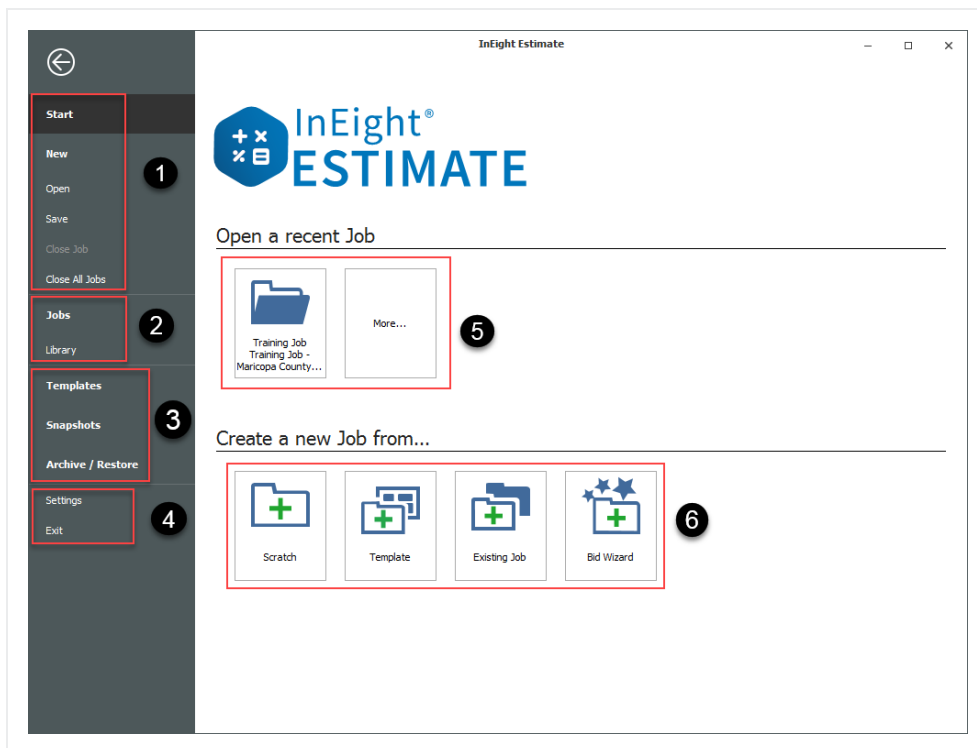 InEight Estimate
Start
New
Open
Save
Close Job
Close All Jobs
1
Jobs
Library
2
Templates
Snapshots
Archive / Restore
3
Settings
Exit
4
InEight®
ESTIMATE
Open a recent Job
Training Job
Training Job -
Maricopa County...
More...
5
Create a new Job from...
Scratch
Template
Existing Job
Bid Wizard
6